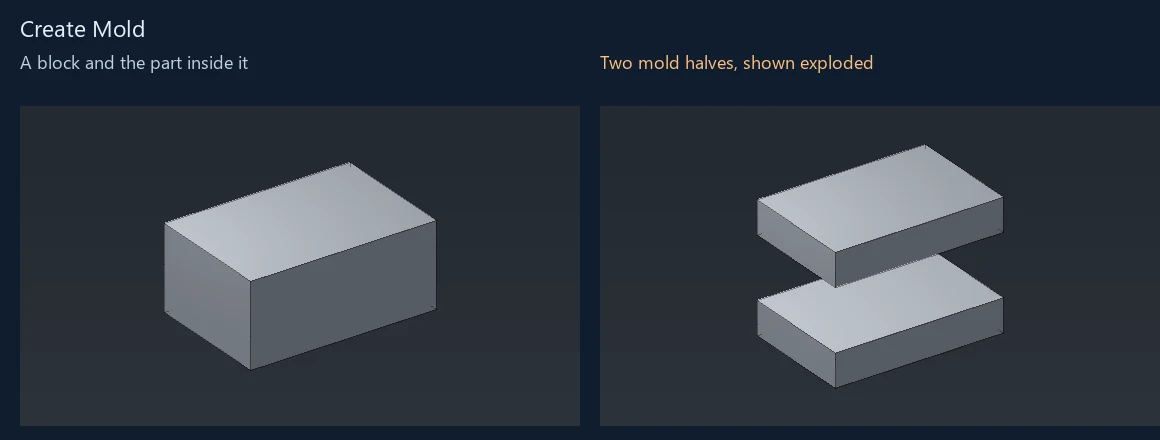 Create Mold
A block and the part inside it
Two mold halves, shown exploded